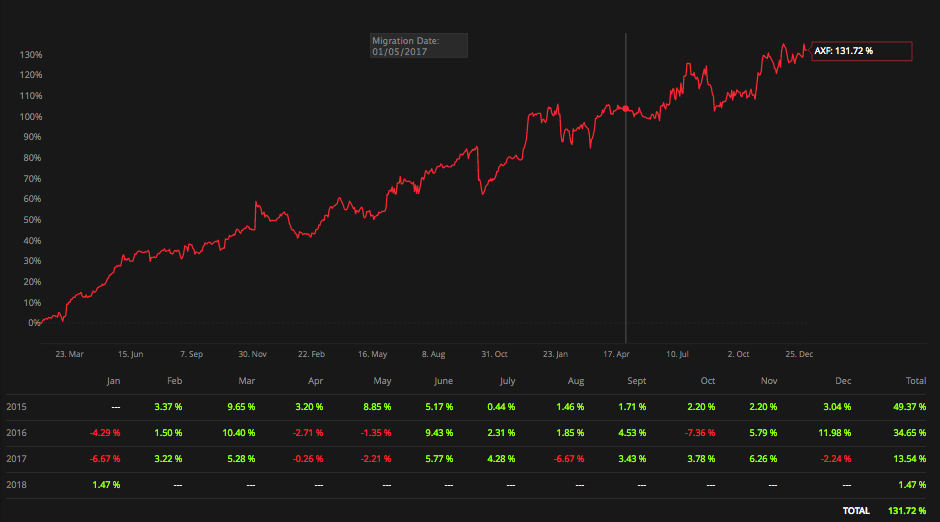 Migration Date:
01/05/2017
130%
AXF: 131.72 %
120%
110%
100%
90%
80%
70%
60%
50%
40%
30%
20%
10%
0%
23. Mar 15. Jun 7. Sep 30. Nov 22. Feb 16. May 8. Aug 31. Oct 23. Jan 17. Apr 10. Jul 2. Oct 25. Dec
Jan Feb Mar Apr May June July Aug Sept Oct Nov Dec Total
2015 --- 3.37 % 9.65 % 3.20 % 8.85 % 5.17 % 0.44 % 1.46 % 1.71 % 2.20 % 2.20 % 3.04 % 49.37 %
2016 -4.29 % 1.50 % 10.40 % -2.71 % -1.35 % 9.43 % 2.31 % 1.85 % 4.53 % -7.36 % 5.79 % 11.98 % 34.65 %
2017 -6.67 % 3.22 % 5.28 % -0.26 % -2.21 % 5.77 % 4.28 % -6.67 % 3.43 % 3.78 % 6.26 % -2.24 % 13.54 %
2018 1.47 % --- --- --- --- --- --- --- --- --- --- --- 1.47 %
TOTAL 131.72 %